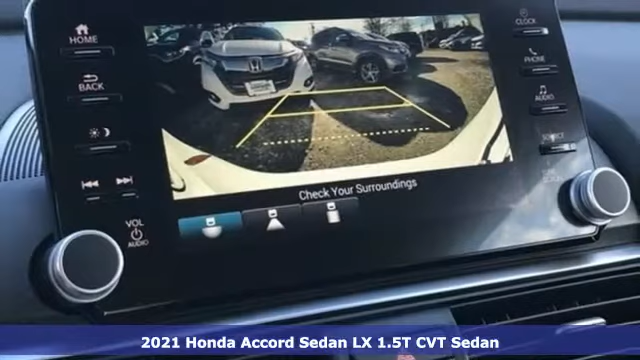 HOME
BACK
VOL
AUDIO
CLOCK
PHONE
AUDIO
Check Your Surroundings
2021 Honda Accord Sedan LX 1.5T CVT Sedan